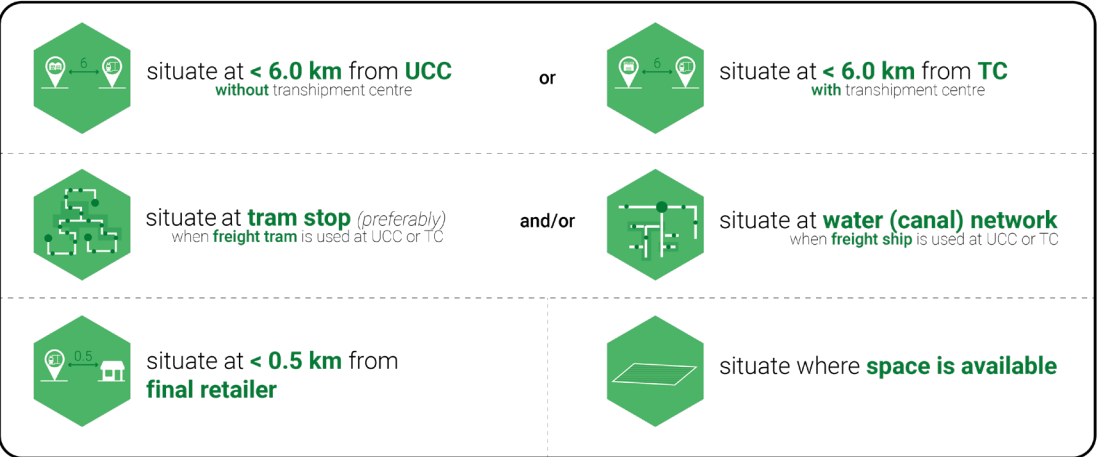 6
situate at < 6.0 km from UCC
without transhipment centre
or
6
situate at < 6.0 km from TC
with transhipment centre
situate at tram stop (preferably)
when freight tram is used at UCC or TC
and/or
situate at water (canal) network
when freight ship is used at UCC or TC
0.5
situate at < 0.5 km from
final retailer
situate where space is available